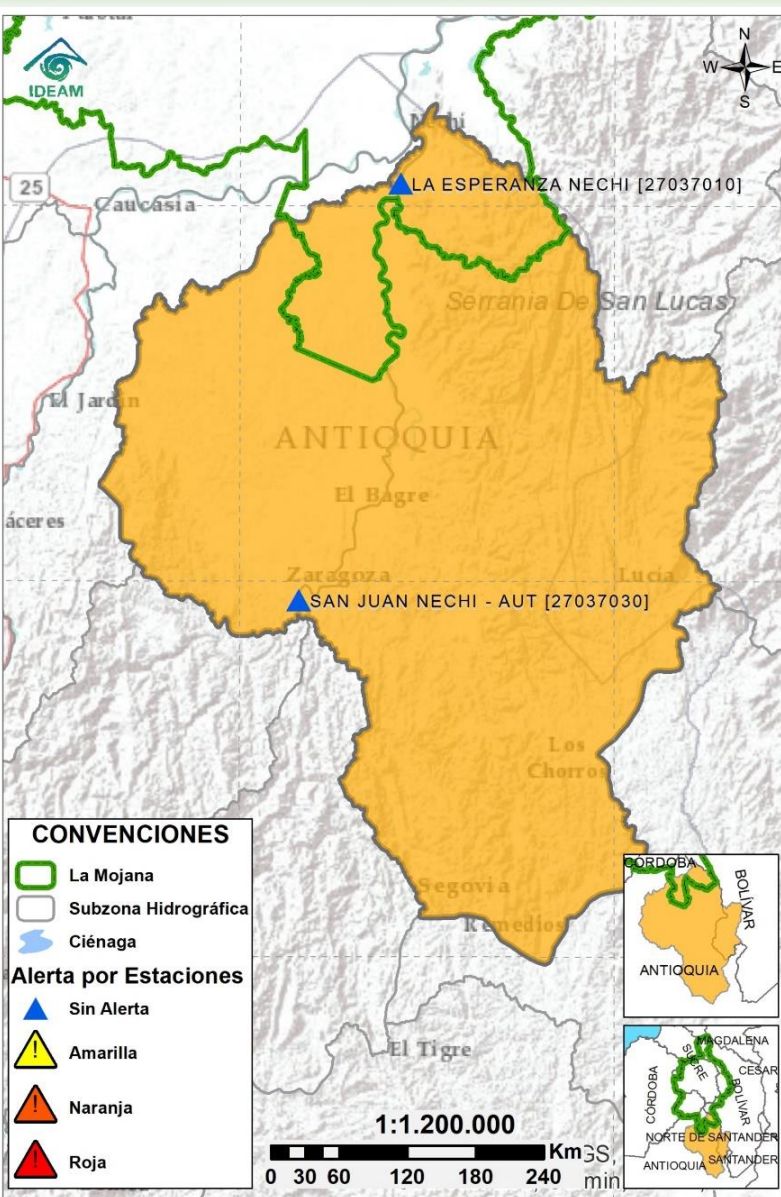 IDEAM
N
W
E
S
Nechí
LA ESPERANZA NECHI [27037010]
25
Caucasia
Serranía De San Lucas
El Jardín
ANTIOQUIA
El Bagre
áceres
Zaragoza
Lucía
SAN JUAN NECHI - AUT [27037030]
Los
Chorros
Segovia
Remedios
El Tigre
CONVENCIONES
La Mojana
Subzona Hidrográfica
Ciénaga
Alerta por Estaciones
Sin Alerta
! Amarilla
! Naranja
! Roja
1:1.200.000
Km
0 30 60 120 180 240
GS,
min
CÓRDOBA
BOLÍVAR
ANTIOQUIA
MAGDALENA
SUCRE
CESAR
CÓRDOBA
BOLÍVAR
NORTE DE SANTANDER
ANTIOQUIA
SANTANDER